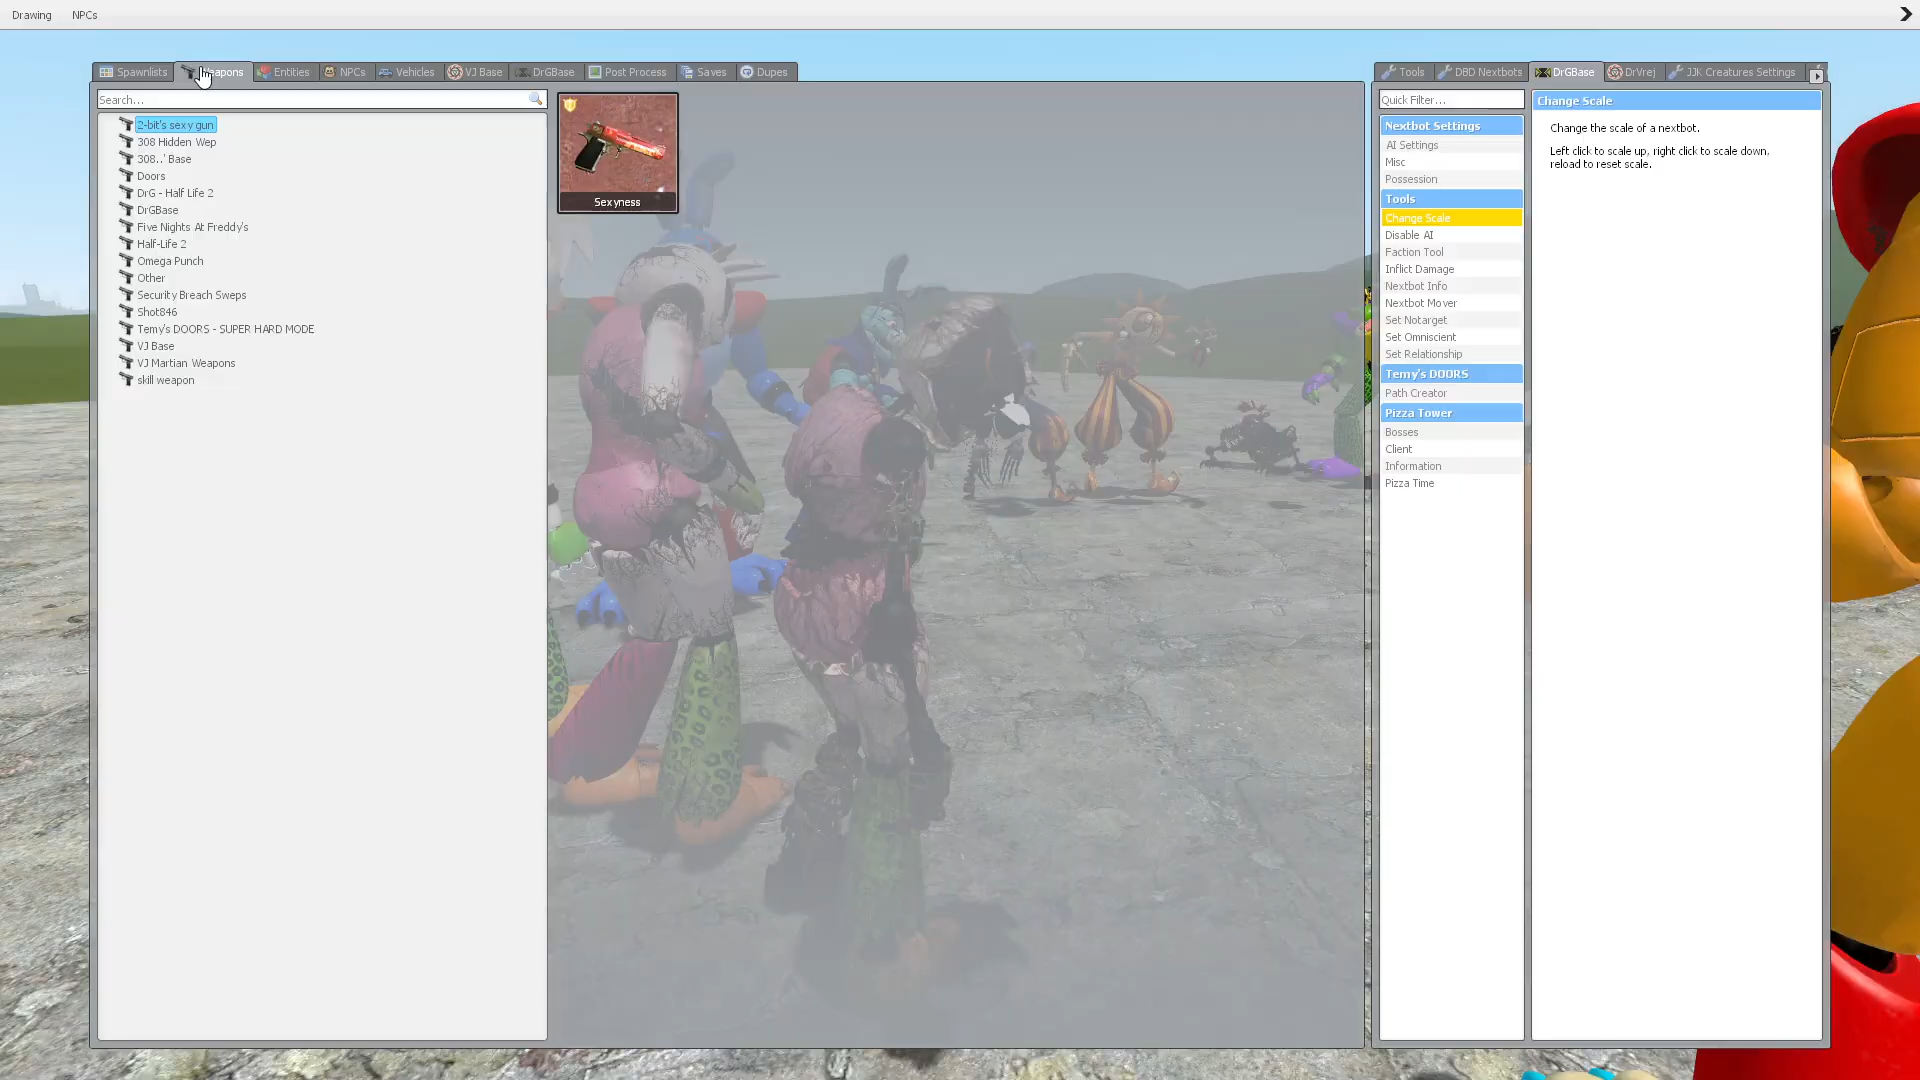 Drawing NPCs
Spawnlists Weapons Entities NPCs Vehicles VJ Base DrGBase Post Process Saves Dupes
Tools DBD Nextbots DrGBase DrVrej JJK Creatures Settings
Search...
2-bit's sexy gun
308 Hidden Wep
308..' Base
Doors
DrG - Half Life 2
DrGBase
Five Nights At Freddy's
Half-Life 2
Omega Punch
Other
Security Breach Sweps
Shot846
Temy's DOORS - SUPER HARD MODE
VJ Base
VJ Martian Weapons
skill weapon
Sexyness
Quick Filter...
Nextbot Settings
AI Settings
Misc
Possession
Tools
Change Scale
Disable AI
Faction Tool
Inflict Damage
Nextbot Info
Nextbot Mover
Set Notarget
Set Omniscient
Set Relationship
Temy's DOORS
Path Creator
Pizza Tower
Bosses
Client
Information
Pizza Time
Change Scale
Change the scale of a nextbot.
Left click to scale up, right click to scale down,
reload to reset scale.